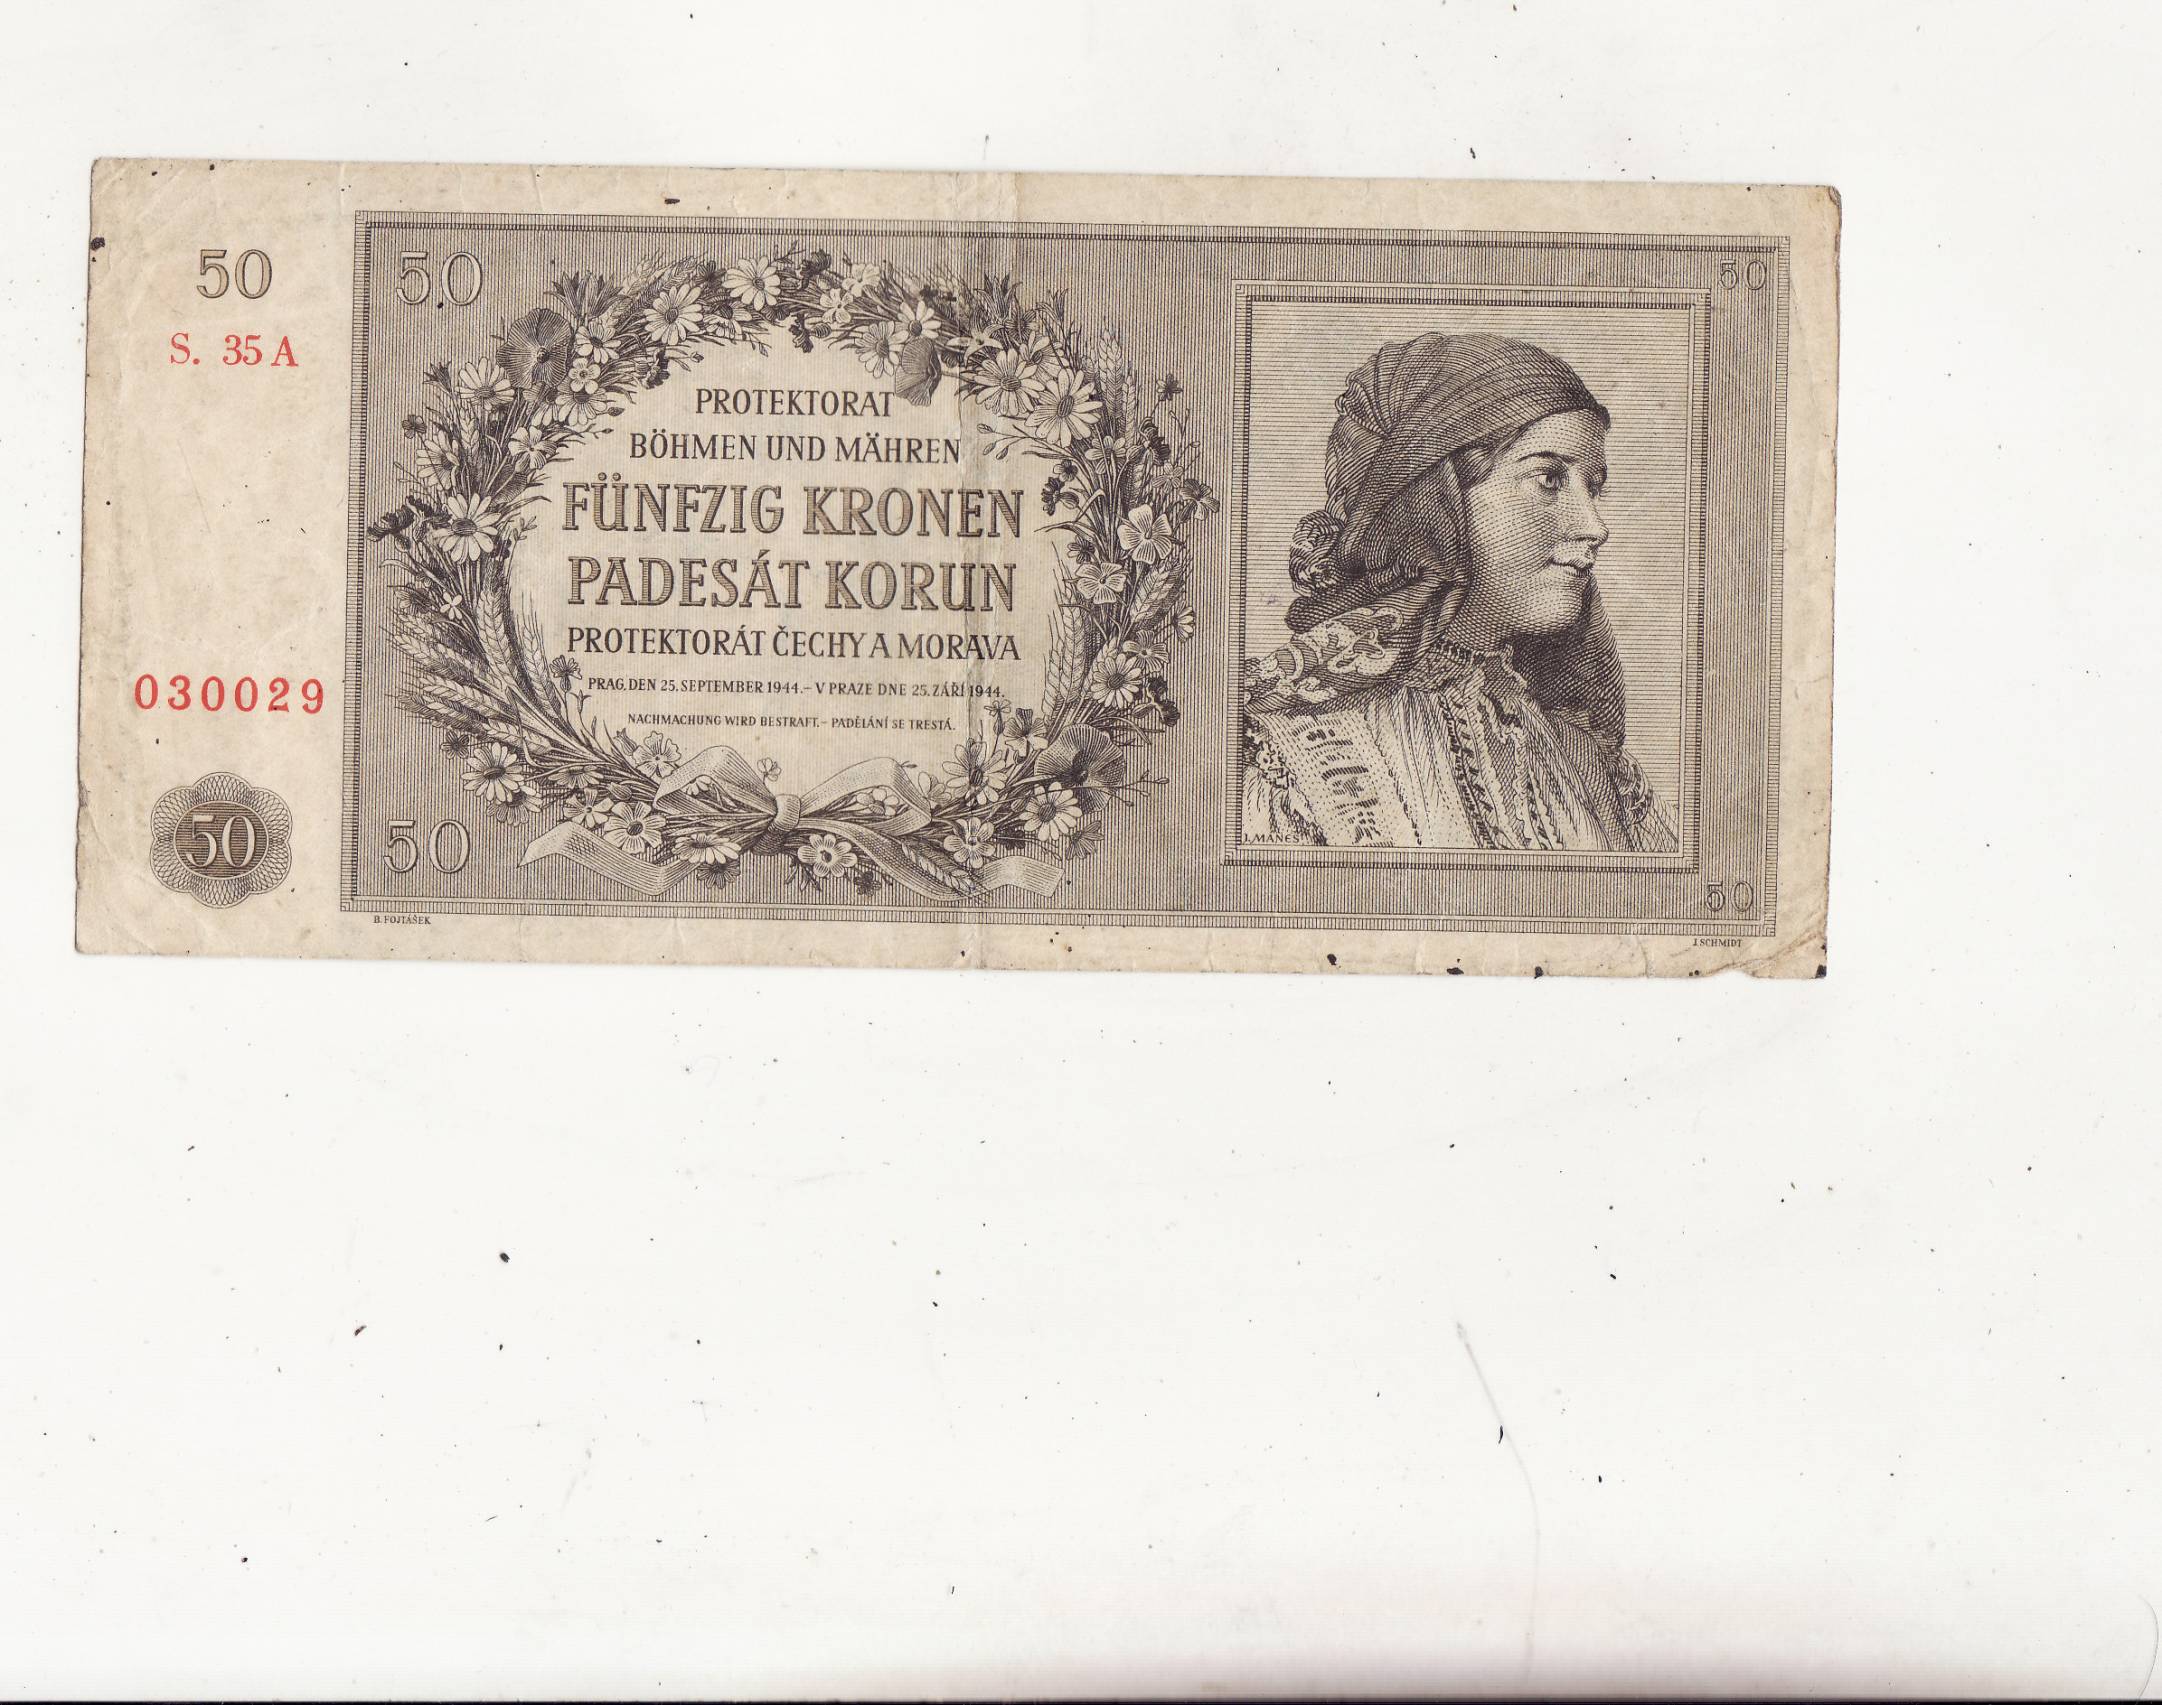 50
S. 35 A
030029
50
50
50
PROTEKTORAT
BÖHMEN UND MÄHREN
FÜNFZIG KRONEN
PADESÁT KORUN
PROTEKTORÁT ČECHY A MORAVA
PRAG, DEN 25. SEPTEMBER 1944. – V PRAZE DNE 25. ZÁŘÍ 1944.
NACHMACHUNG WIRD BESTRAFT. – PADĚLÁNÍ SE TRESTÁ.
50
J. MÁNES
50
B. FOJTÁŠEK
J. SCHMIDT